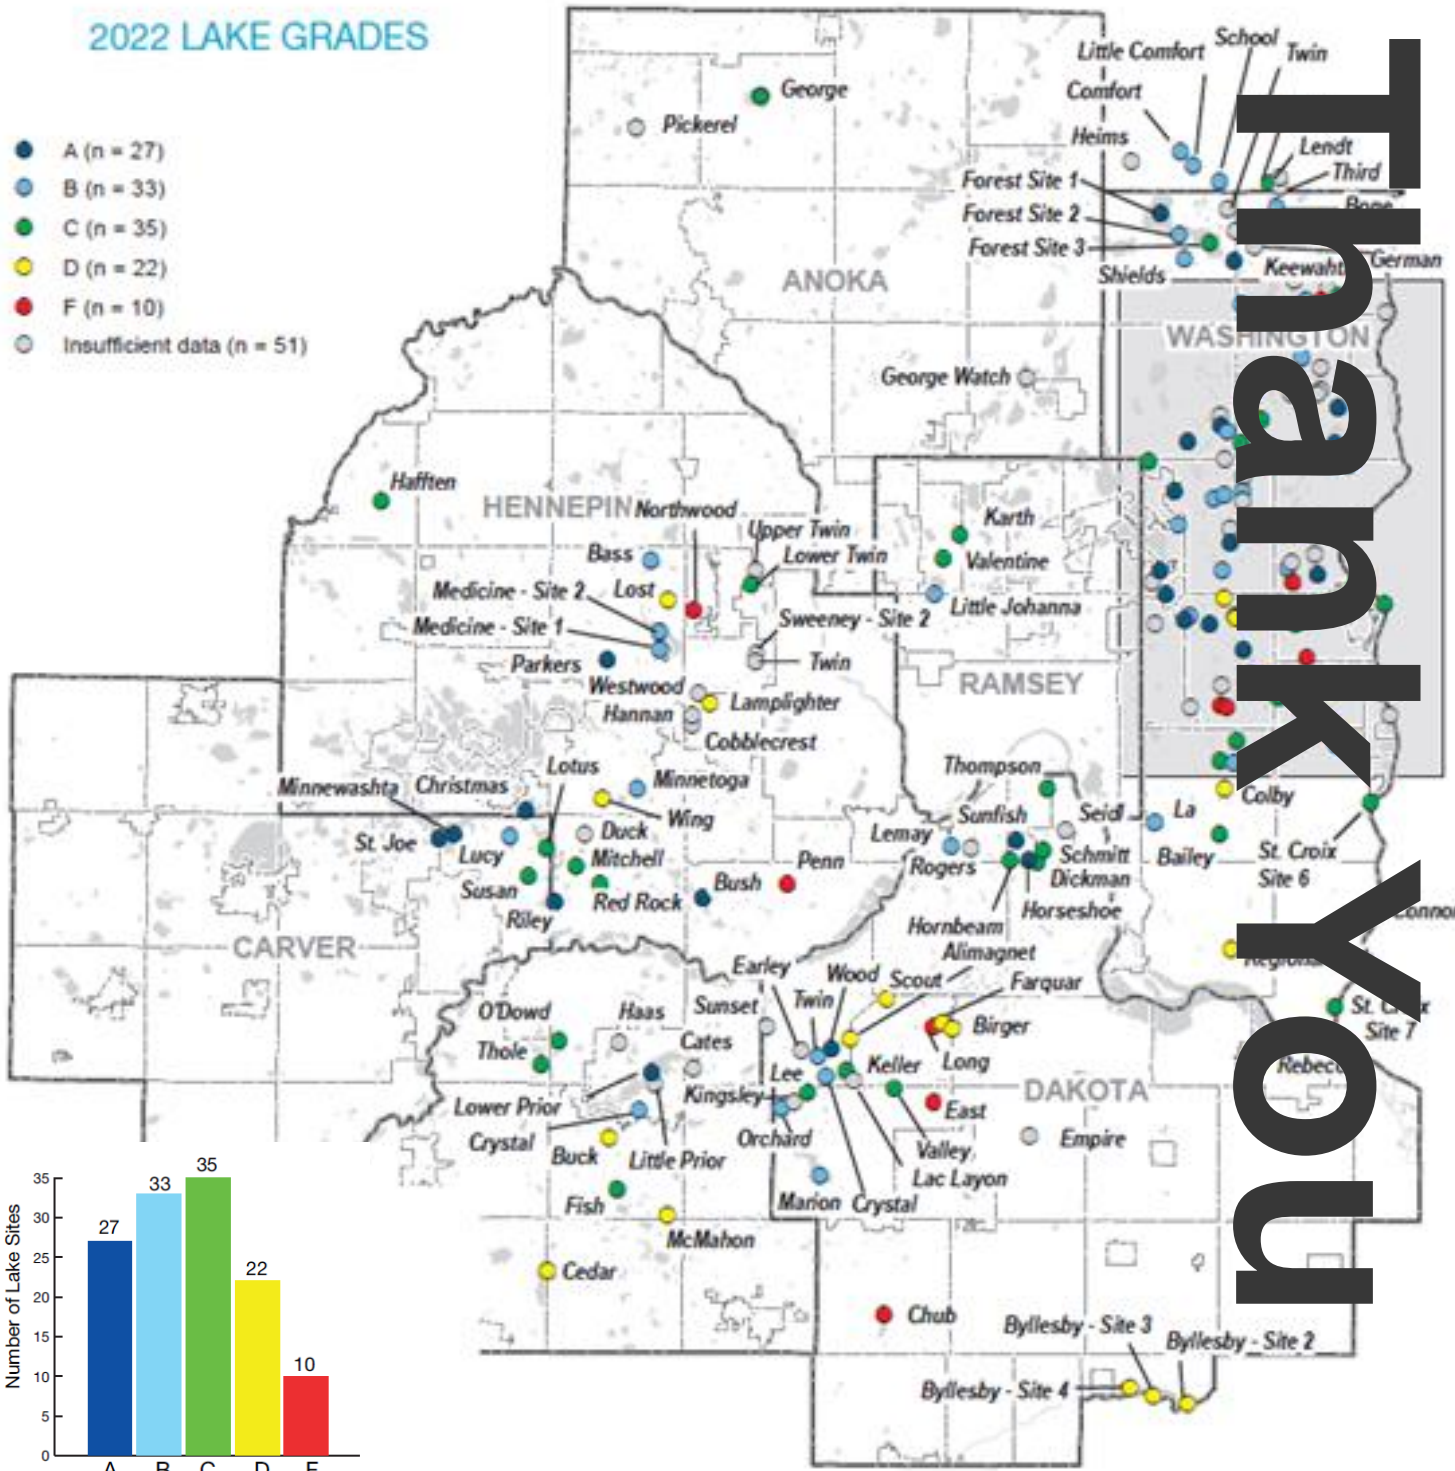 2022 LAKE GRADES
A (n = 27)
B (n = 33)
C (n = 35)
D (n = 22)
F (n = 10)
Insufficient data (n = 51)
George
Pickerel
Little Comfort
School
Twin
Comfort
Heims
Lendt
Third
Forest Site 1
Forest Site 2
Bone
Forest Site 3
Shields
German
ANOKA
WASHINGTON
George Watch
Hafften
HENNEPIN
Northwood
Upper Twin
Lower Twin
Karth
Valentine
Bass
Lost
Medicine - Site 2
Medicine - Site 1
Little Johanna
Sweeney - Site 2
Twin
Parkers
Westwood
Lamplighter
Hannan
Cobblecrest
RAMSEY
Lotus
Minnetoga
Minnewashta
Christmas
Wing
Thompson
Sunfish
Seidl
Colby
La
St. Joe
Lucy
Duck
Mitchell
Lemay
Rogers
Schmitt
Dickman
Bailey
St. Croix
Site 6
Susan
Riley
Red Rock
Bush
Penn
Horseshoe
Hornbeam
CARVER
Alimagnet
Earley
Wood
Scout
Farquar
O'Dowd
Haas
Sunset
Twin
Birger
Thole
Cates
Lee
Keller
Long
Site 7
Lower Prior
Kingsley
DAKOTA
East
Crystal
Orchard
Valley
Empire
Buck
Little Prior
Lac Layon
Fish
Marion
Crystal
McMahon
Cedar
Chub
Byllesby - Site 3
Byllesby - Site 2
Byllesby - Site 4
Number of Lake Sites
35
30
25
20
15
10
5
0
27
33
35
22
10
A B C D F
Thank You